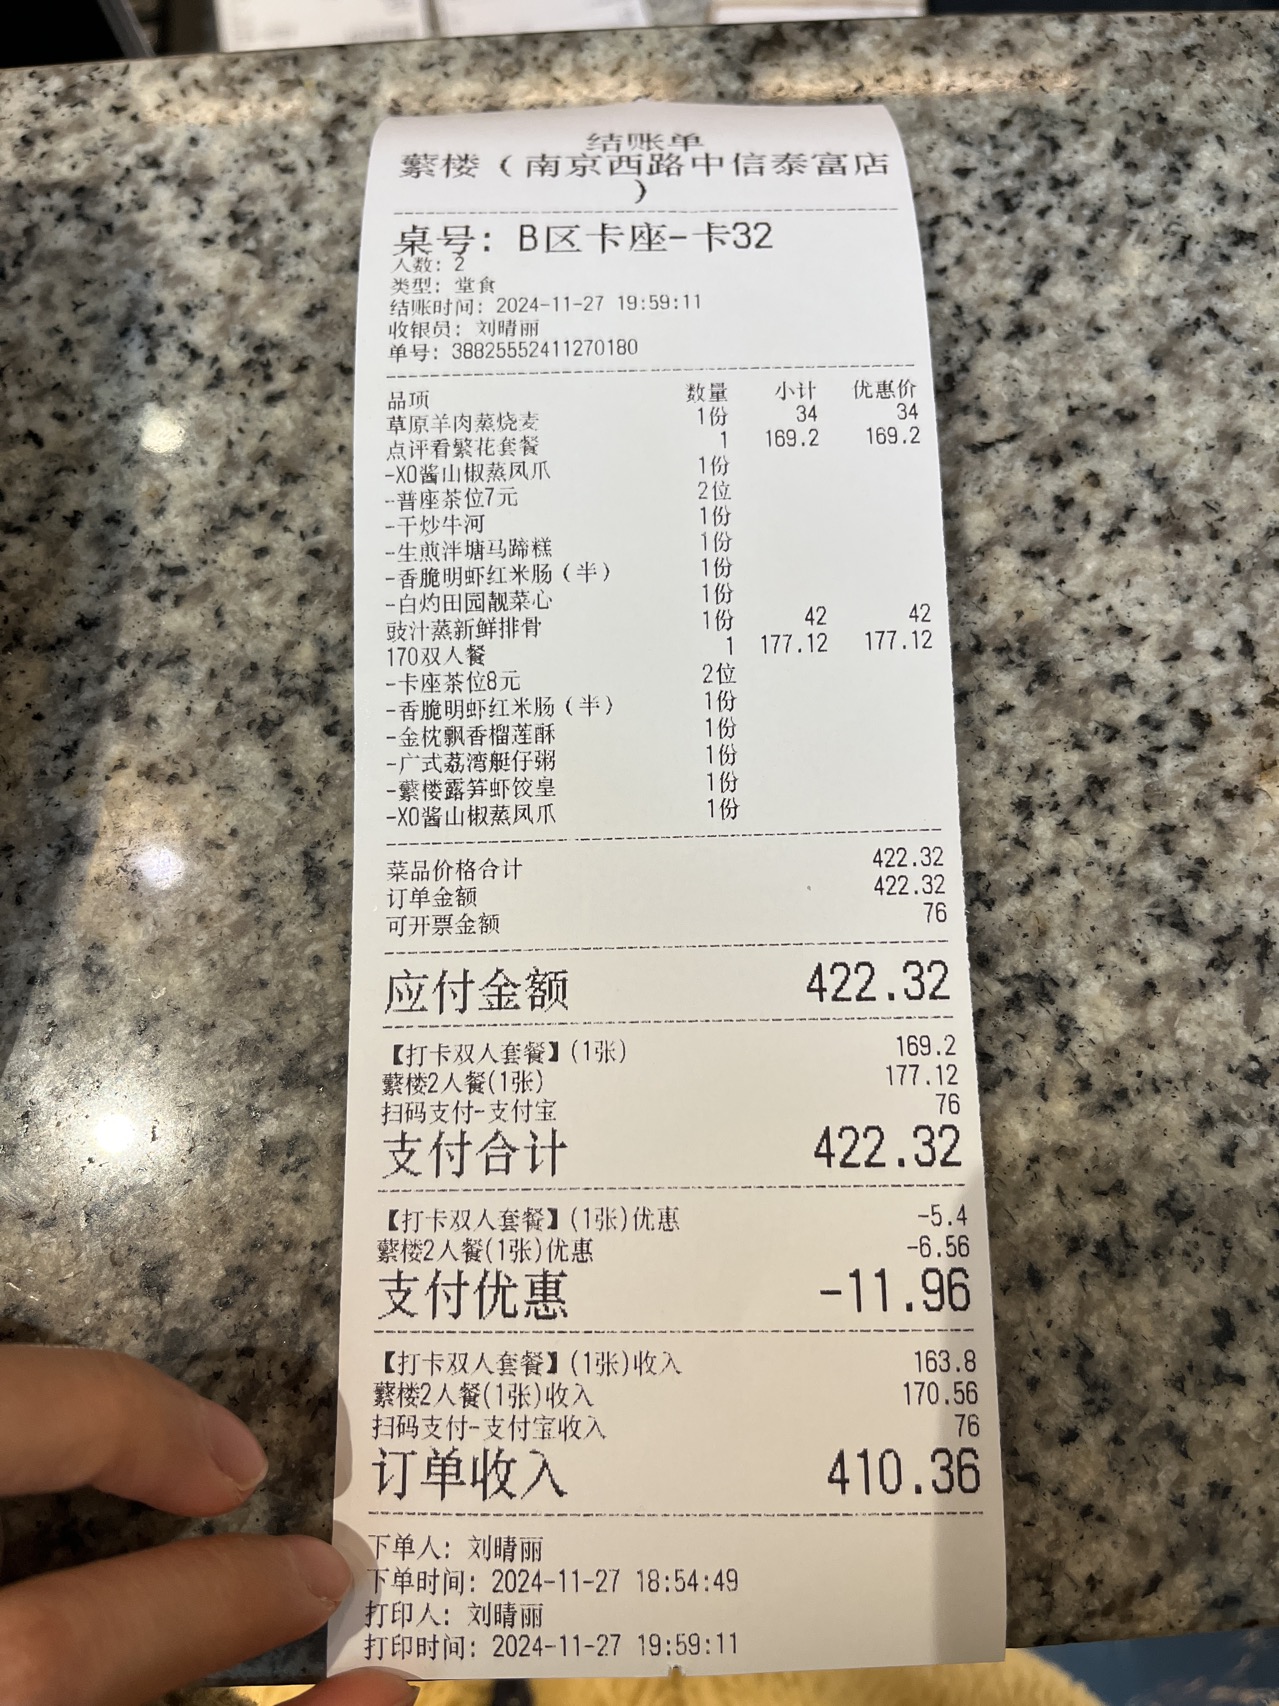 结账单
蘩楼（南京西路中信泰富店
）
桌号: B区卡座-卡32
人数: 2
类型: 堂食
结账时间: 2024-11-27 19:59:11
收银员: 刘晴丽
单号: 38825552411270180
品项 数量 小计 优惠价
草原羊肉蒸烧麦 1份 34 34
点评看繁花套餐 1 169.2 169.2
-XO酱山椒蒸凤爪 1份
-普座茶位7元 2位
-干炒牛河 1份
-生煎泮塘马蹄糕 1份
-香脆明虾红米肠（半） 1份
-白灼田园靓菜心 1份
豉汁蒸新鲜排骨 1份 42 42
170双人餐 1 177.12 177.12
-卡座茶位8元 2位
-香脆明虾红米肠（半） 1份
-金枕飘香榴莲酥 1份
-广式荔湾艇仔粥 1份
-蘩楼露笋虾饺皇 1份
-XO酱山椒蒸凤爪 1份
菜品价格合计 422.32
订单金额 422.32
可开票金额 76
应付金额 422.32
【打卡双人套餐】(1张) 169.2
蘩楼2人餐(1张) 177.12
扫码支付-支付宝 76
支付合计 422.32
【打卡双人套餐】(1张)优惠 -5.4
蘩楼2人餐(1张)优惠 -6.56
支付优惠 -11.96
【打卡双人套餐】(1张)收入 163.8
蘩楼2人餐(1张)收入 170.56
扫码支付-支付宝收入 76
订单收入 410.36
下单人: 刘晴丽
下单时间: 2024-11-27 18:54:49
打印人: 刘晴丽
打印时间: 2024-11-27 19:59:11